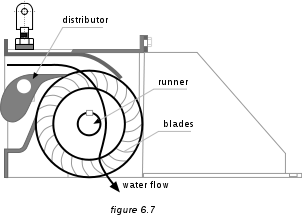 distributor
runner
blades
water flow
figure 6.7